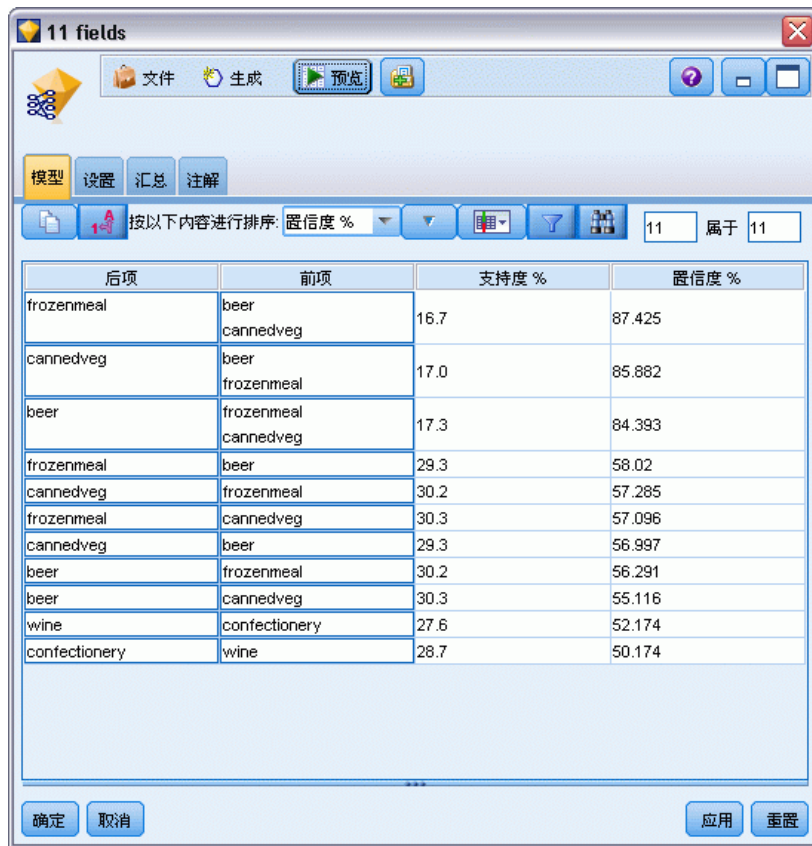 11 fields
文件 生成 预览
模型 设置 汇总 注解
按以下内容进行排序: 置信度 % 11 属于 11
后项 前项 支持度 % 置信度 %
frozenmeal beer 16.7 87.425
cannedveg
cannedveg beer 17.0 85.882
frozenmeal
beer frozenmeal 17.3 84.393
cannedveg
frozenmeal beer 29.3 58.02
cannedveg frozenmeal 30.2 57.285
frozenmeal cannedveg 30.3 57.096
cannedveg beer 29.3 56.997
beer frozenmeal 30.2 56.291
beer cannedveg 30.3 55.116
wine confectionery 27.6 52.174
confectionery wine 28.7 50.174
确定 取消 应用 重置